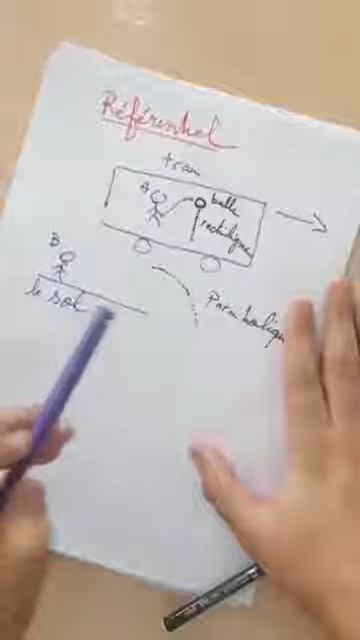 Référentiel
train
A
balle
rectiligne
B
le sol
Parabolique